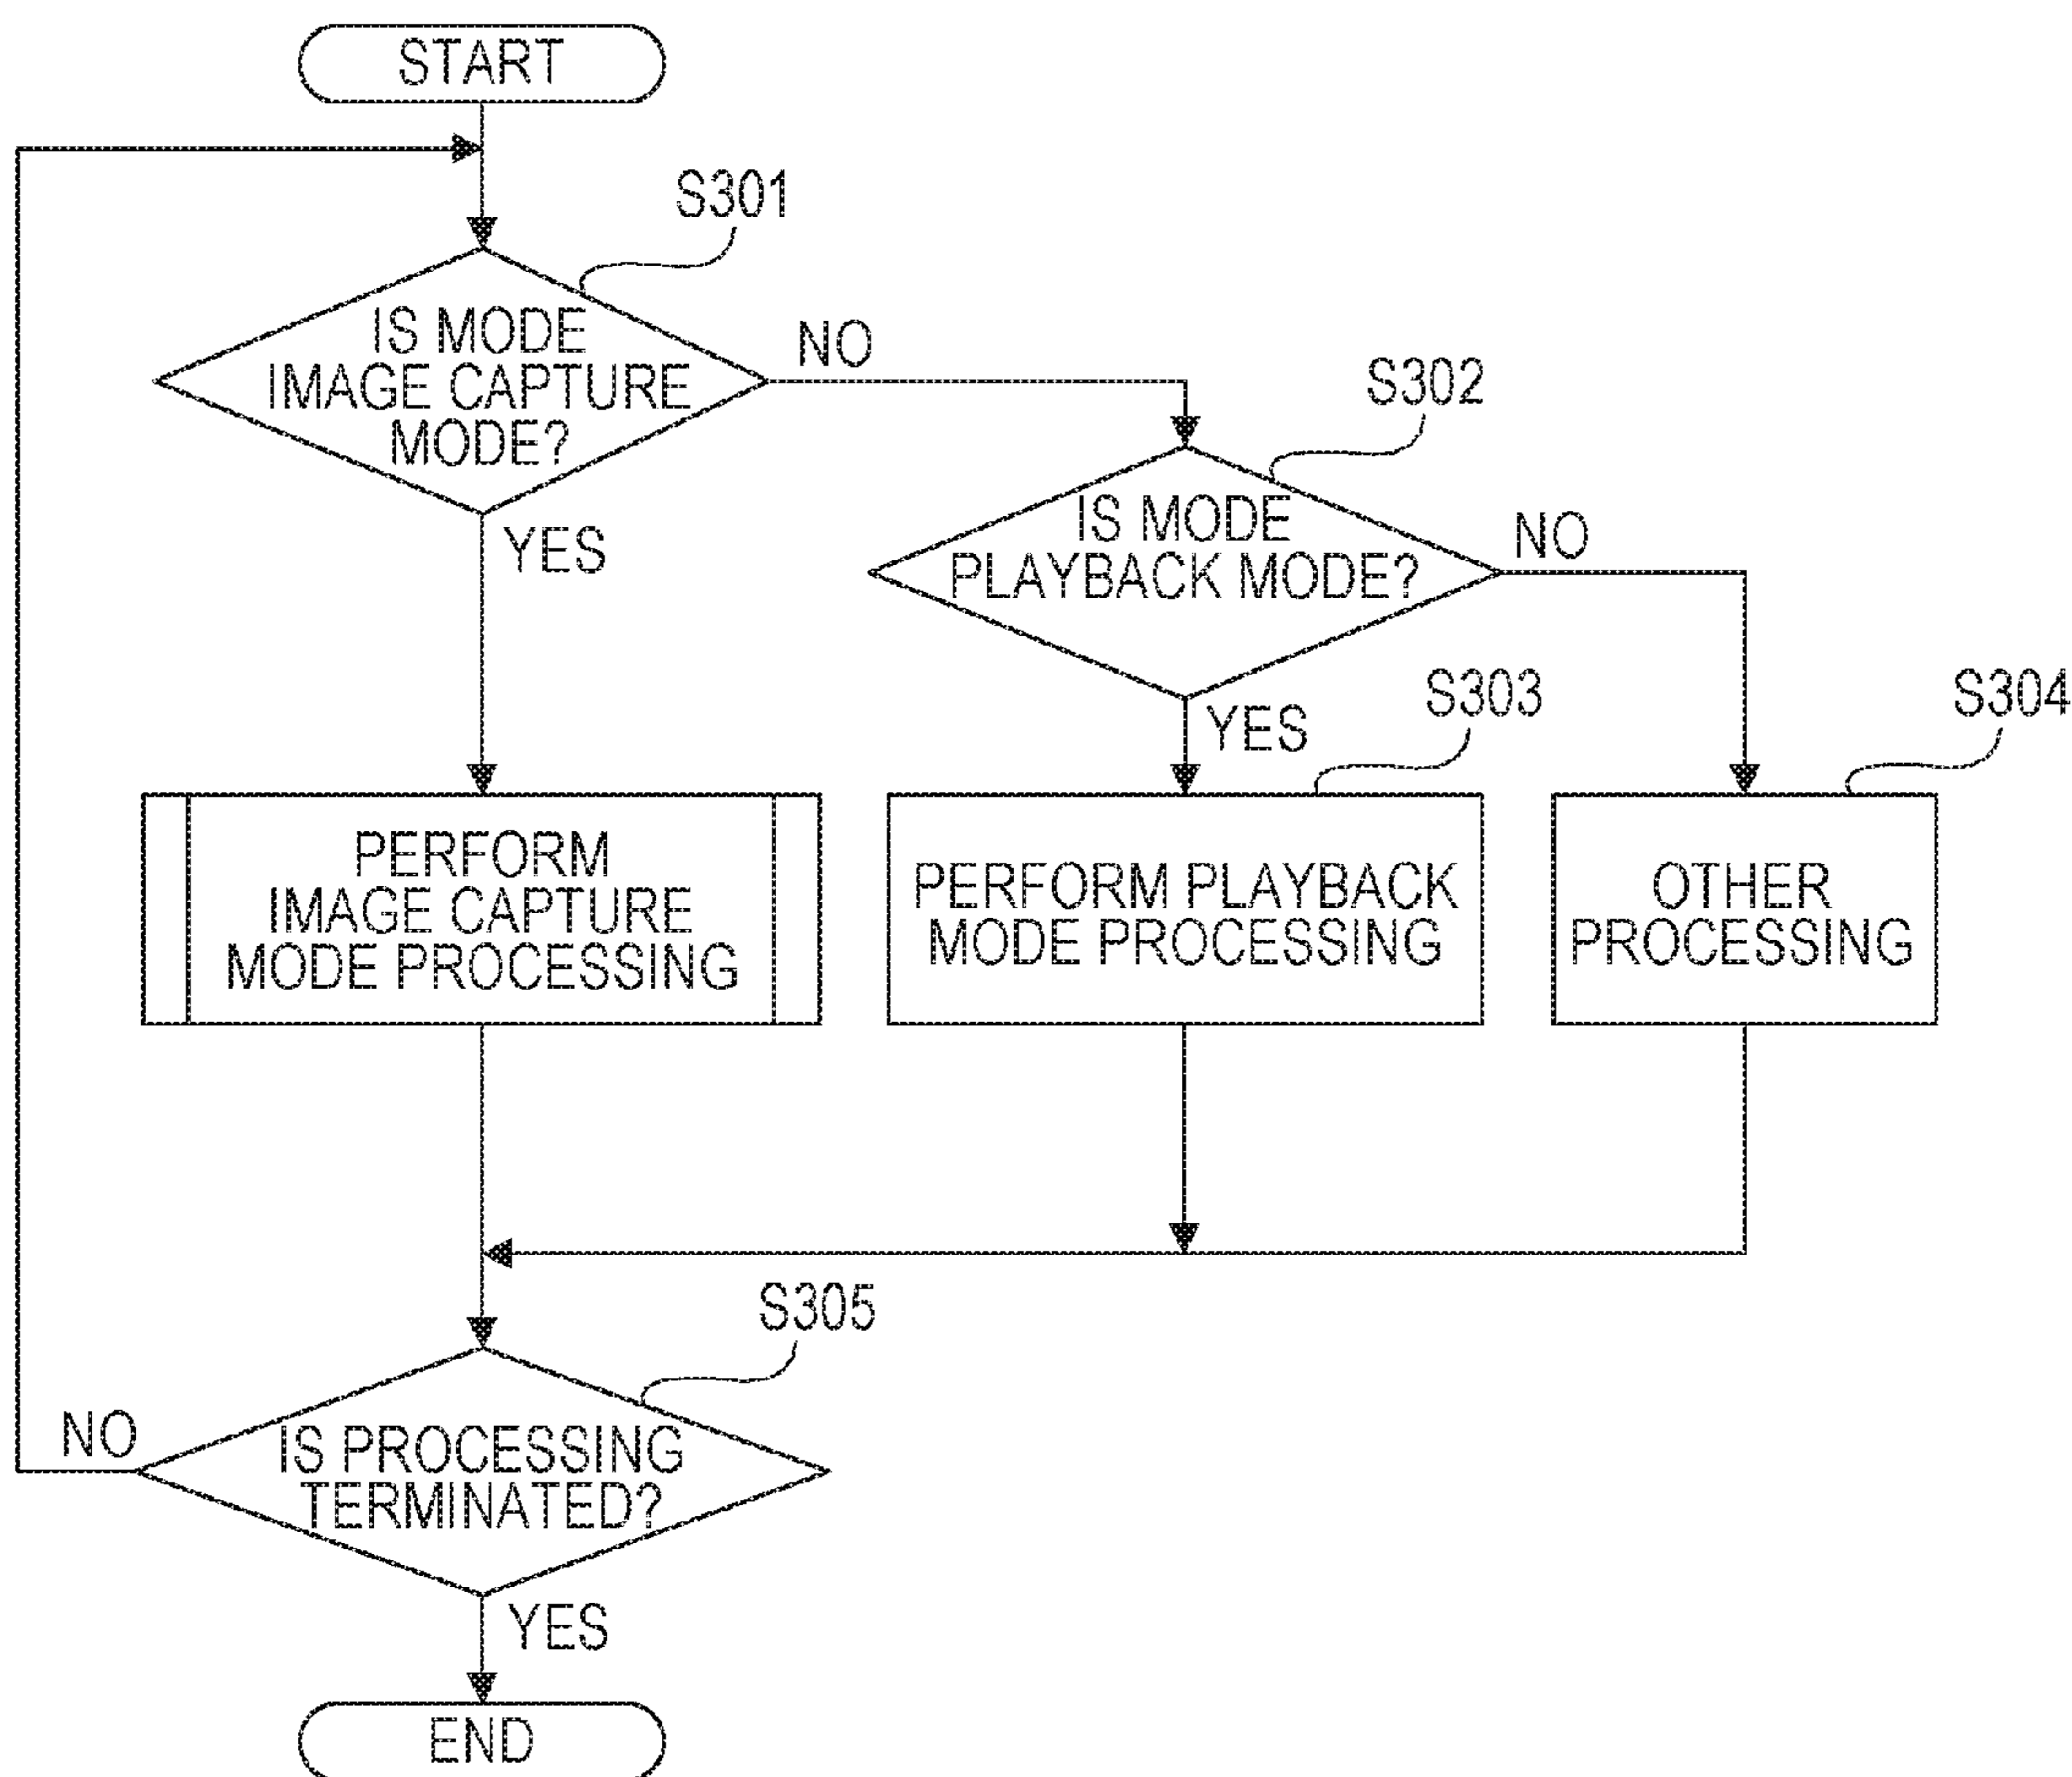 START
S301
IS MODE
IMAGE CAPTURE
MODE?
NO
YES
S302
IS MODE
PLAYBACK MODE?
NO
YES
S303
S304
PERFORM
IMAGE CAPTURE
MODE PROCESSING
PERFORM PLAYBACK
MODE PROCESSING
OTHER
PROCESSING
S305
IS PROCESSING
TERMINATED?
NO
YES
END